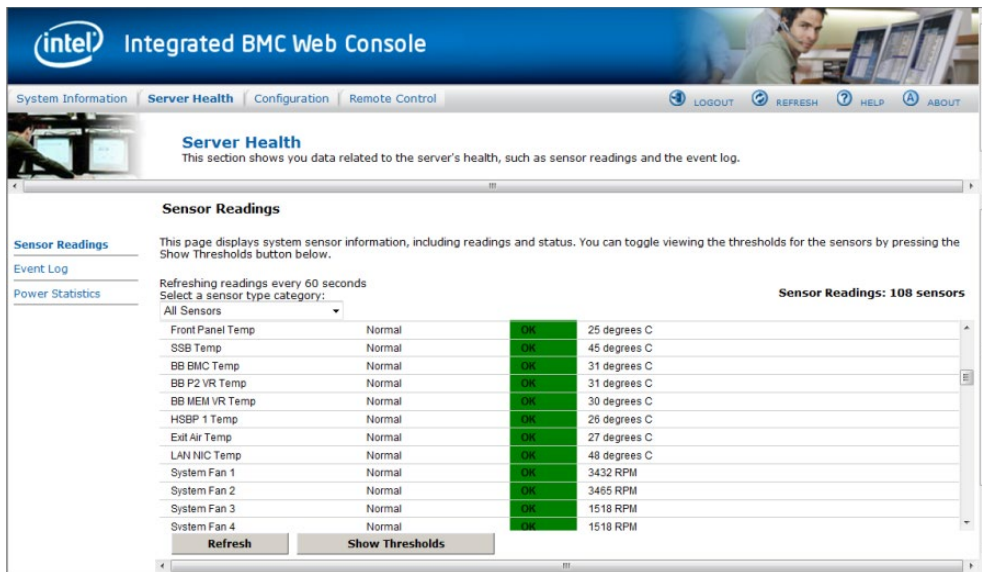 intel Integrated BMC Web Console
System Information Server Health Configuration Remote Control LOGOUT REFRESH HELP ABOUT
Server Health
This section shows you data related to the server's health, such as sensor readings and the event log.
Sensor Readings
Sensor Readings
Event Log
Power Statistics
This page displays system sensor information, including readings and status. You can toggle viewing the thresholds for the sensors by pressing the
Show Thresholds button below.
Refreshing readings every 60 seconds
Select a sensor type category:
Sensor Readings: 108 sensors
All Sensors
Front Panel Temp Normal OK 25 degrees C
SSB Temp Normal OK 45 degrees C
BB BMC Temp Normal OK 31 degrees C
BB P2 VR Temp Normal OK 31 degrees C
BB MEM VR Temp Normal OK 30 degrees C
HSBP 1 Temp Normal OK 26 degrees C
Exit Air Temp Normal OK 27 degrees C
LAN NIC Temp Normal OK 48 degrees C
System Fan 1 Normal OK 3432 RPM
System Fan 2 Normal OK 3465 RPM
System Fan 3 Normal OK 1518 RPM
System Fan 4 Normal OK 1518 RPM
Refresh Show Thresholds